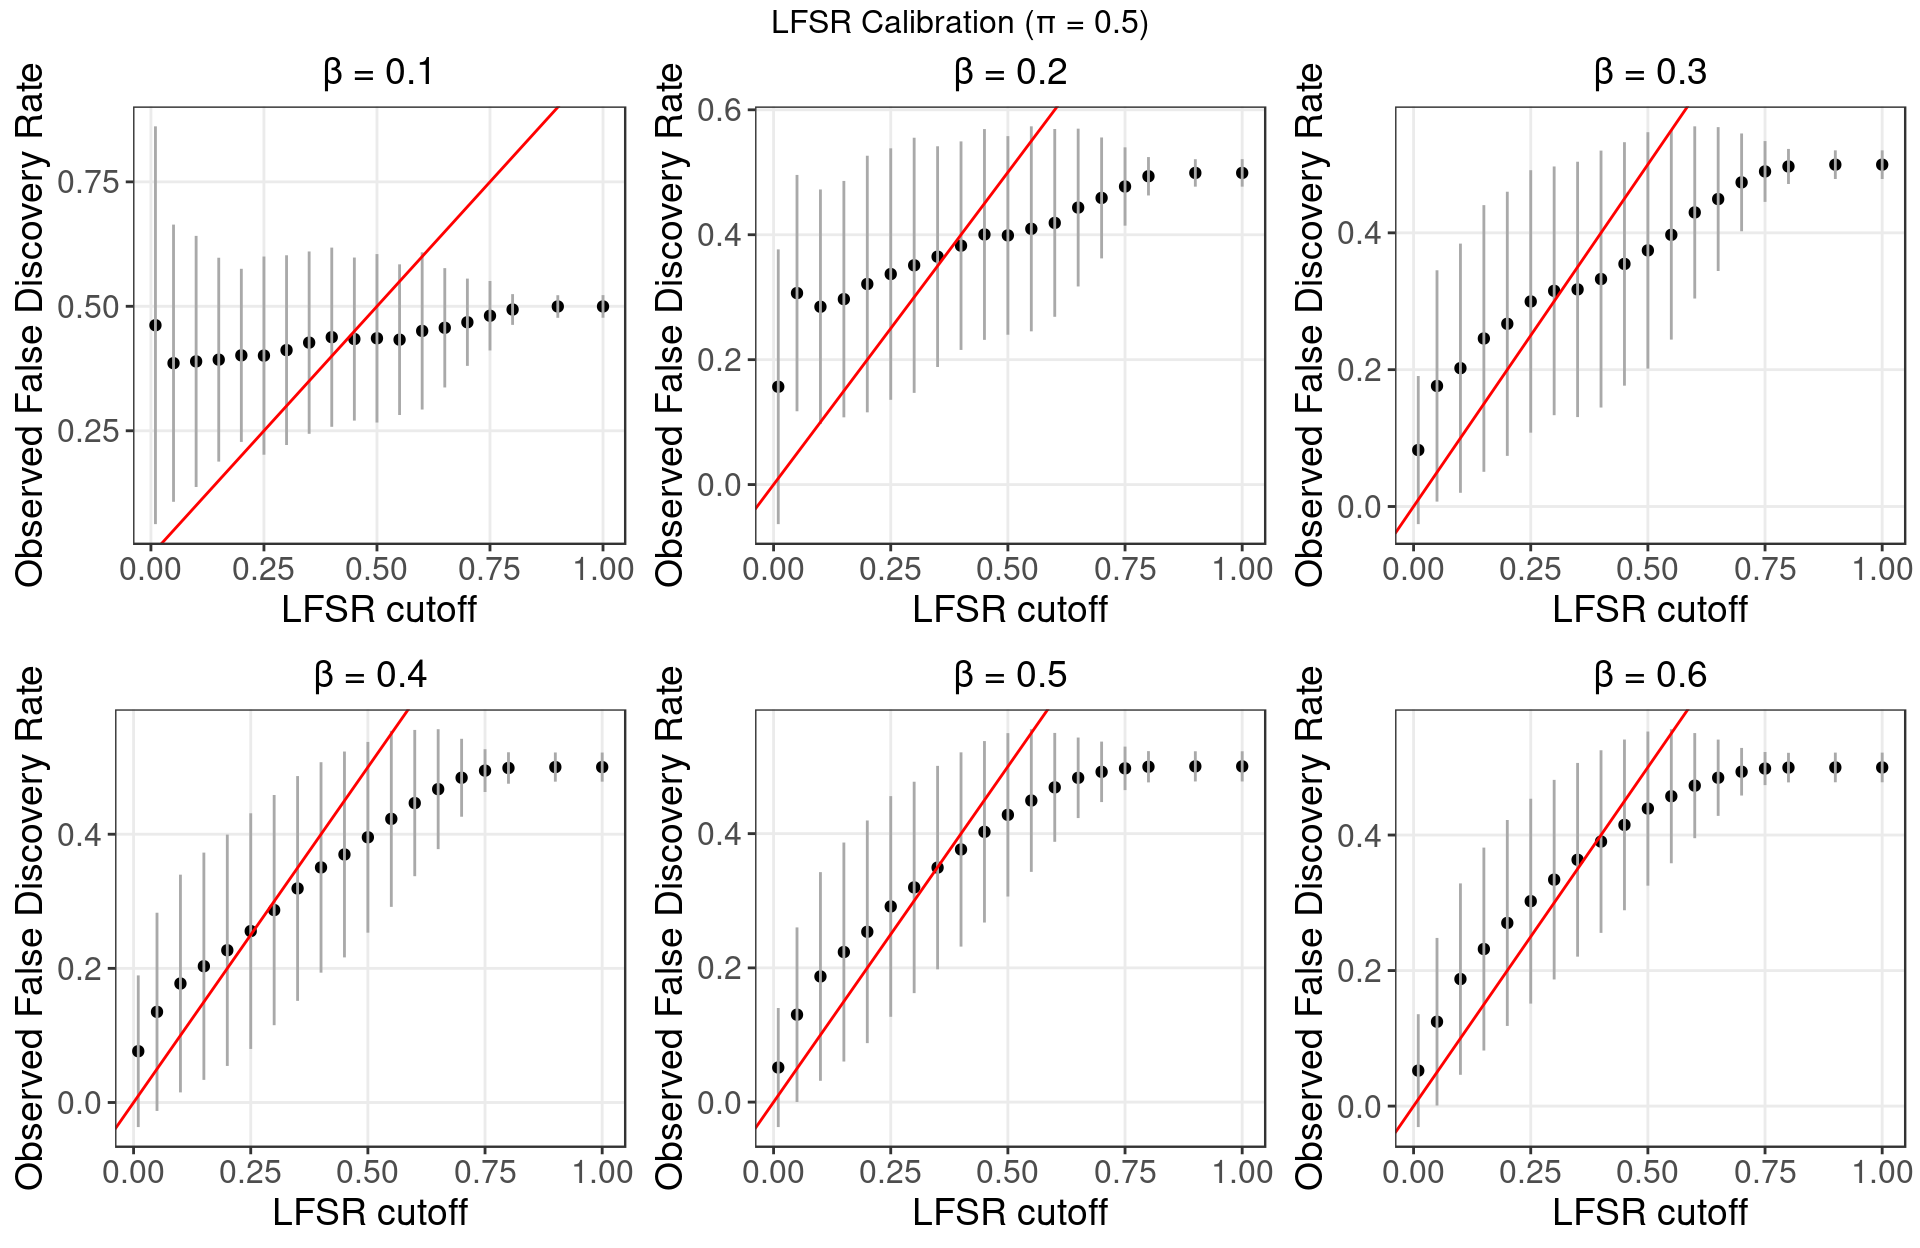 LFSR Calibration (π = 0.5)
β = 0.1
Observed False Discovery Rate
0.75
0.50
0.25
0.00 0.25 0.50 0.75 1.00
LFSR cutoff
β = 0.2
Observed False Discovery Rate
0.6
0.4
0.2
0.0
0.00 0.25 0.50 0.75 1.00
LFSR cutoff
β = 0.3
Observed False Discovery Rate
0.4
0.2
0.0
0.00 0.25 0.50 0.75 1.00
LFSR cutoff
β = 0.4
Observed False Discovery Rate
0.4
0.2
0.0
0.00 0.25 0.50 0.75 1.00
LFSR cutoff
β = 0.5
Observed False Discovery Rate
0.4
0.2
0.0
0.00 0.25 0.50 0.75 1.00
LFSR cutoff
β = 0.6
Observed False Discovery Rate
0.4
0.2
0.0
0.00 0.25 0.50 0.75 1.00
LFSR cutoff